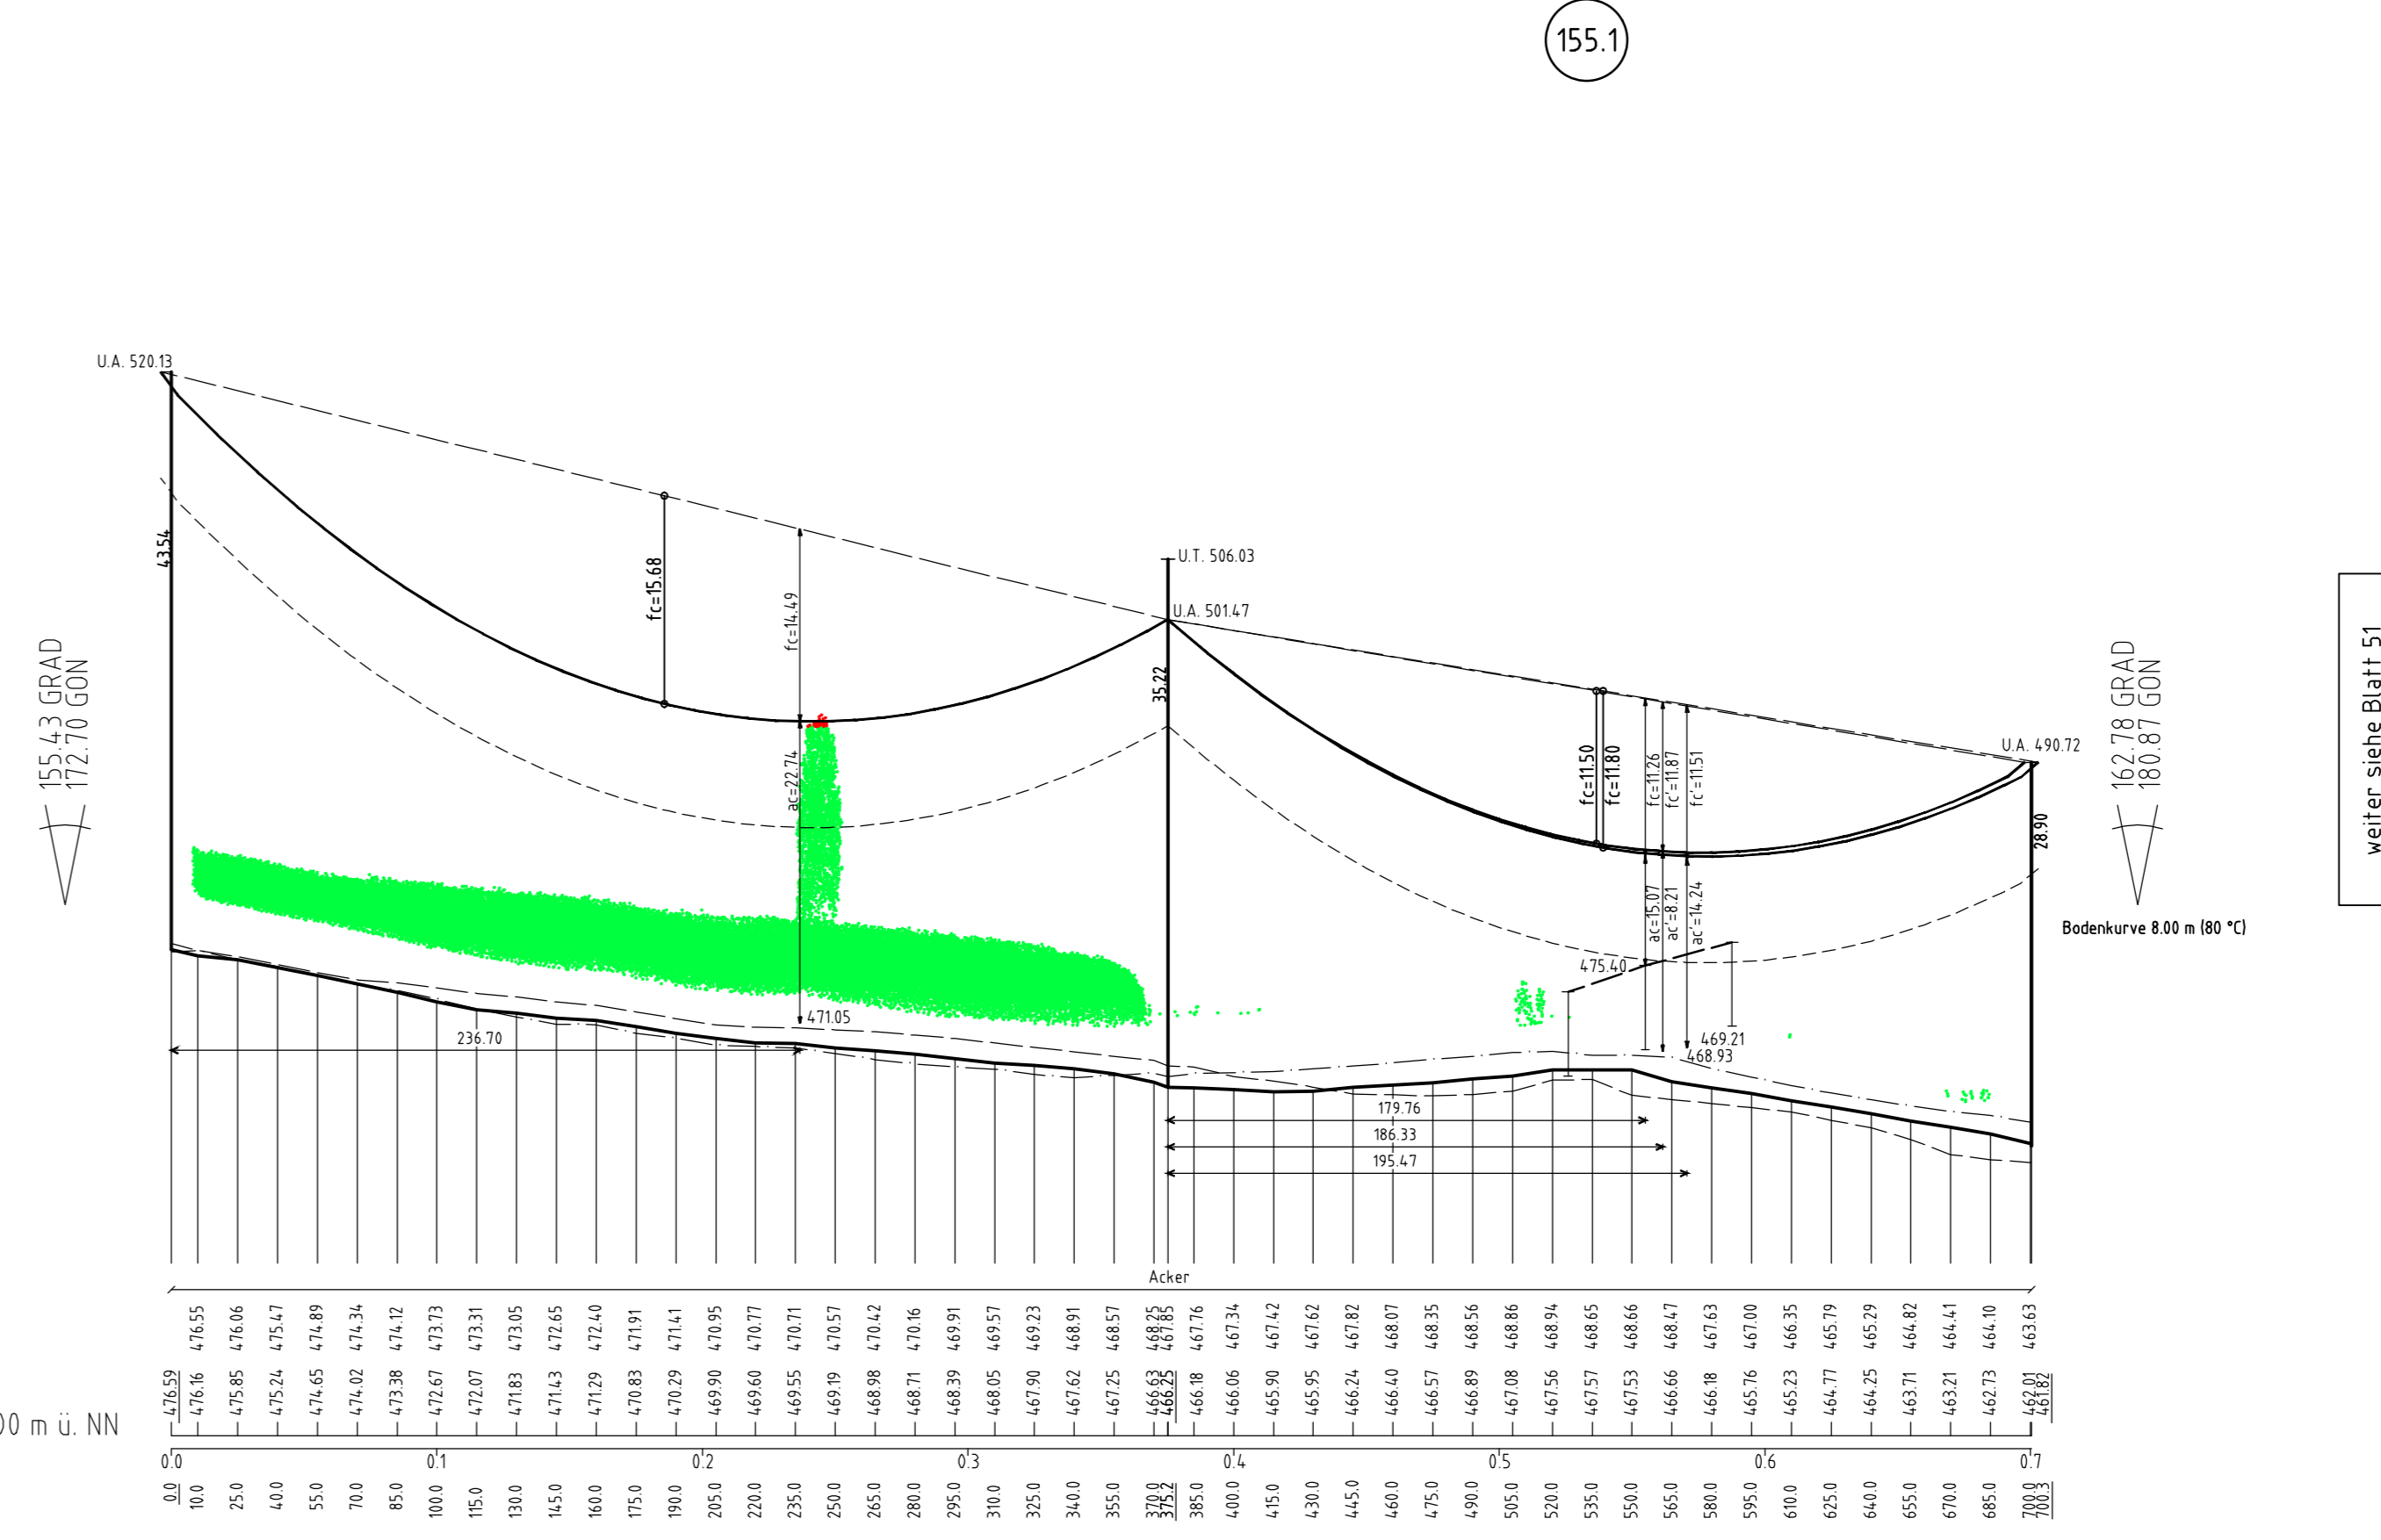 155.1
U.A. 520.13
U.T. 506.03
U.A. 501.47
U.A. 490.72
43.54
fc=15.68
fc=14.49
ac=22.74
35.22
fc=11.50
fc=11.80
fc=11.26
fc'=11.87
fc'=11.51
ac=15.07
ac'=8.21
ac'=14.24
28.90
155.43 GRAD
172.70 GON
162.78 GRAD
180.87 GON
weiter siehe Blatt 51
Bodenkurve 8.00 m (80 °C)
475.40
471.05
469.21
468.93
236.70
179.76
186.33
195.47
Acker
476.55 476.06 475.47 474.89 474.34 474.12 473.73 473.31 473.05 472.65 472.40 471.91 471.41 470.95 470.77 470.71 470.57 470.42 470.16 469.91 469.57 469.23 468.91 468.57 468.25 467.85 467.76 467.34 467.42 467.62 467.82 468.07 468.35 468.56 468.86 468.94 468.65 468.66 468.47 467.63 467.00 466.35 465.79 465.29 464.82 464.41 464.10 463.63
476.59 476.16 475.85 475.24 474.65 474.02 473.38 472.67 472.07 471.83 471.43 471.29 470.83 470.29 469.90 469.60 469.55 469.19 468.98 468.71 468.39 468.05 467.90 467.62 467.25 466.63 466.25 466.18 466.06 465.90 465.95 466.24 466.40 466.57 466.89 467.08 467.56 467.57 467.53 466.66 466.18 465.76 465.23 464.77 464.25 463.71 463.21 462.73 462.01 461.82
00 m ü. NN
0.0 0.1 0.2 0.3 0.4 0.5 0.6 0.7
0.0 10.0 25.0 40.0 55.0 70.0 85.0 100.0 115.0 130.0 145.0 160.0 175.0 190.0 205.0 220.0 235.0 250.0 265.0 280.0 295.0 310.0 325.0 340.0 355.0 370.0 375.2 385.0 400.0 415.0 430.0 445.0 460.0 475.0 490.0 505.0 520.0 535.0 550.0 565.0 580.0 595.0 610.0 625.0 640.0 655.0 670.0 685.0 700.0 700.3